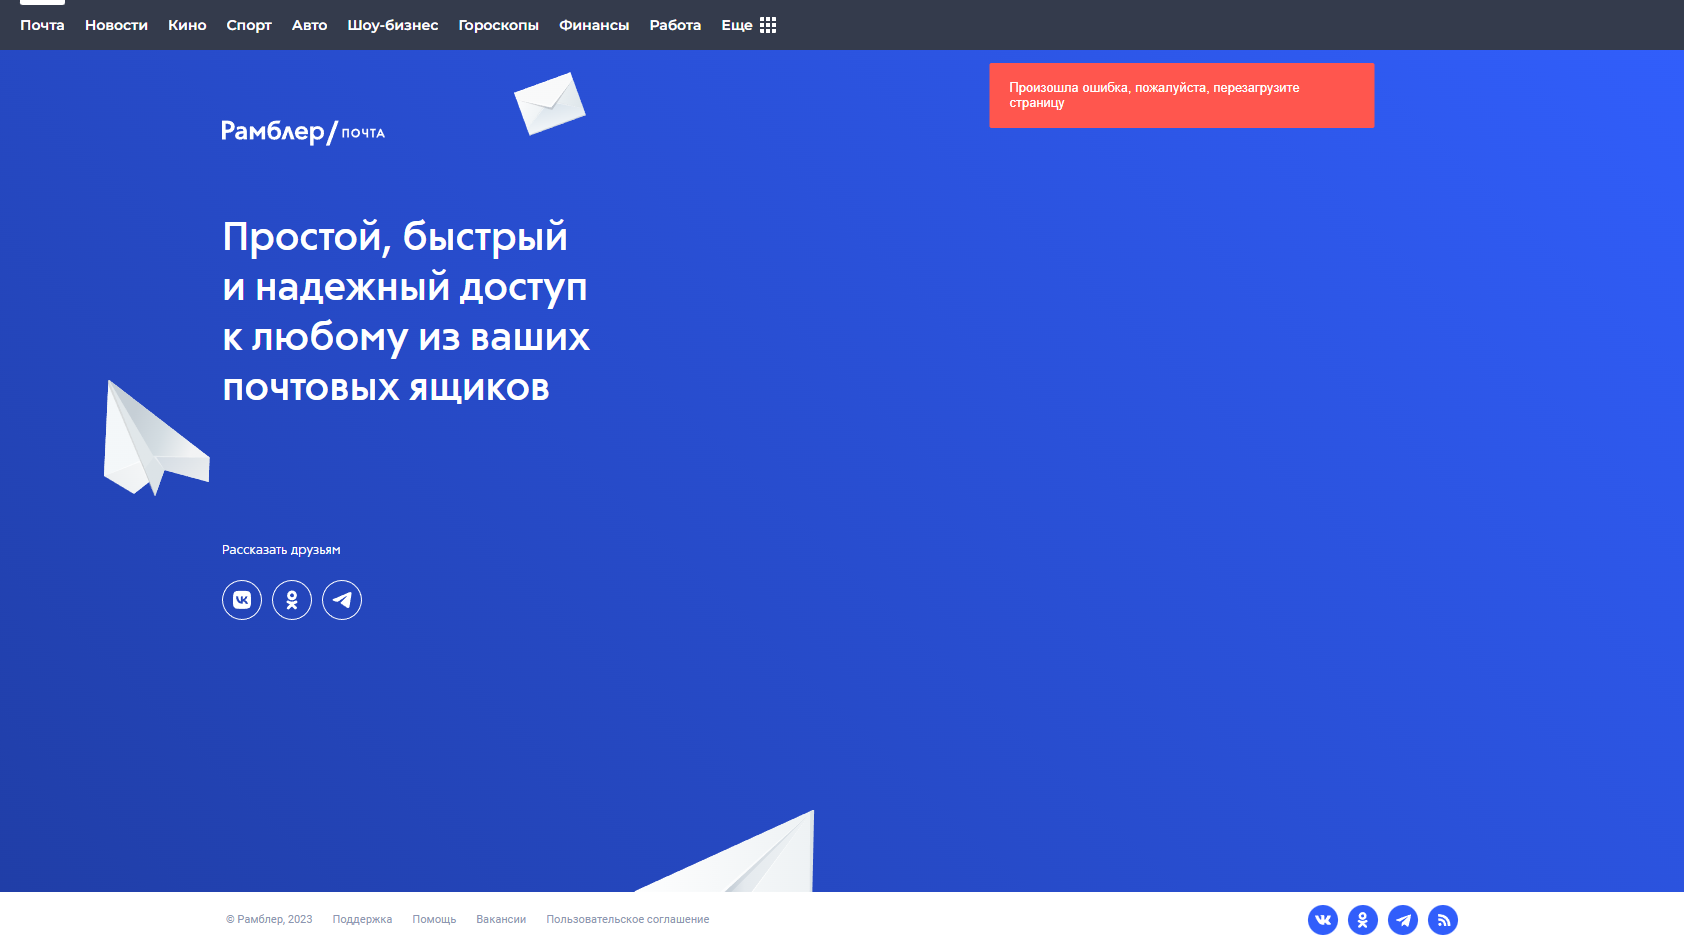 Почта Новости Кино Спорт Авто Шоу-бизнес Гороскопы Финансы Работа Еще
Произошла ошибка, пожалуйста, перезагрузите
страницу
Рамблер/почта
Простой, быстрый
и надежный доступ
к любому из ваших
почтовых ящиков
Рассказать друзьям
© Рамблер, 2023 Поддержка Помощь Вакансии Пользовательское соглашение